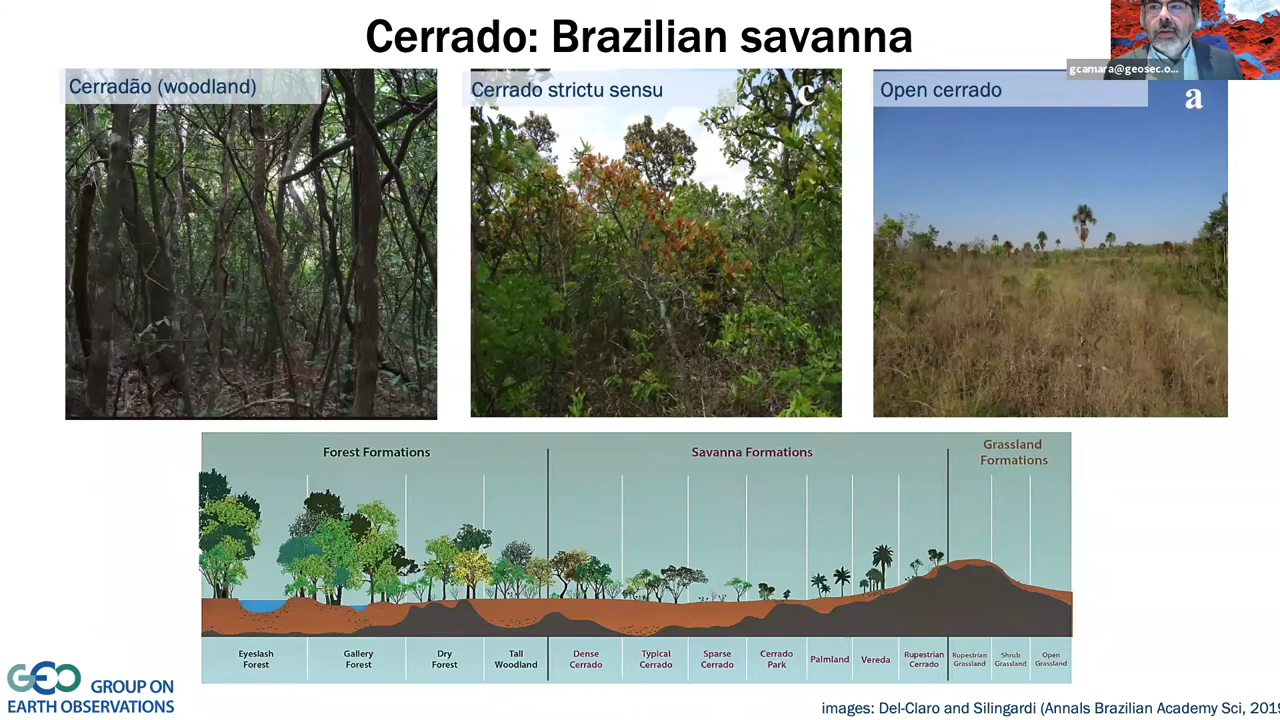 Cerrado: Brazilian savanna
gcamara@geosec.o...
Cerradão (woodland)
Cerrado strictu sensu
c
Open cerrado
a
Forest Formations
Savanna Formations
Grassland
Formations
Eyeslash
Forest
Gallery
Forest
Dry
Forest
Tall
Woodland
Dense
Cerrado
Typical
Cerrado
Sparse
Cerrado
Cerrado
Park
Palmland
Vereda
Rupestrian
Cerrado
Rupestrian
Grassland
Shrub
Grassland
Open
Grassland
GEO GROUP ON
EARTH OBSERVATIONS
images: Del-Claro and Silingardi (Annals Brazilian Academy Sci, 2019